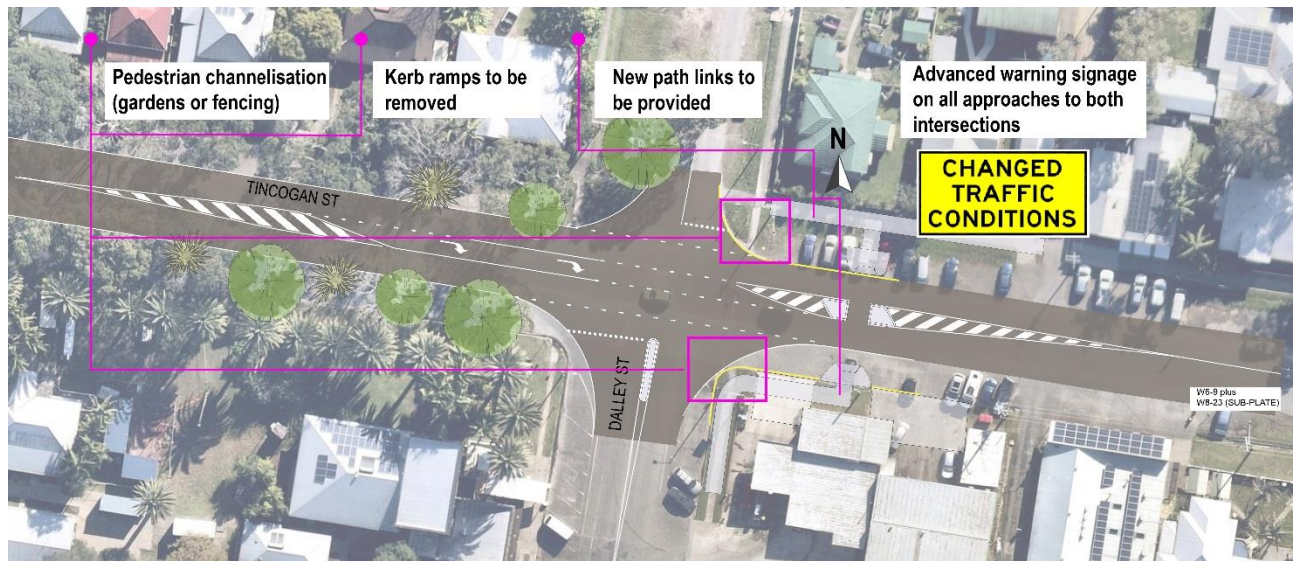 Pedestrian channelisation
(gardens or fencing)
Kerb ramps to be
removed
New path links to
be provided
Advanced warning signage
on all approaches to both
intersections
N
CHANGED
TRAFFIC
CONDITIONS
TINCOGAN ST
DALLEY ST
W6-9 plus
W8-23 (SUB-PLATE)